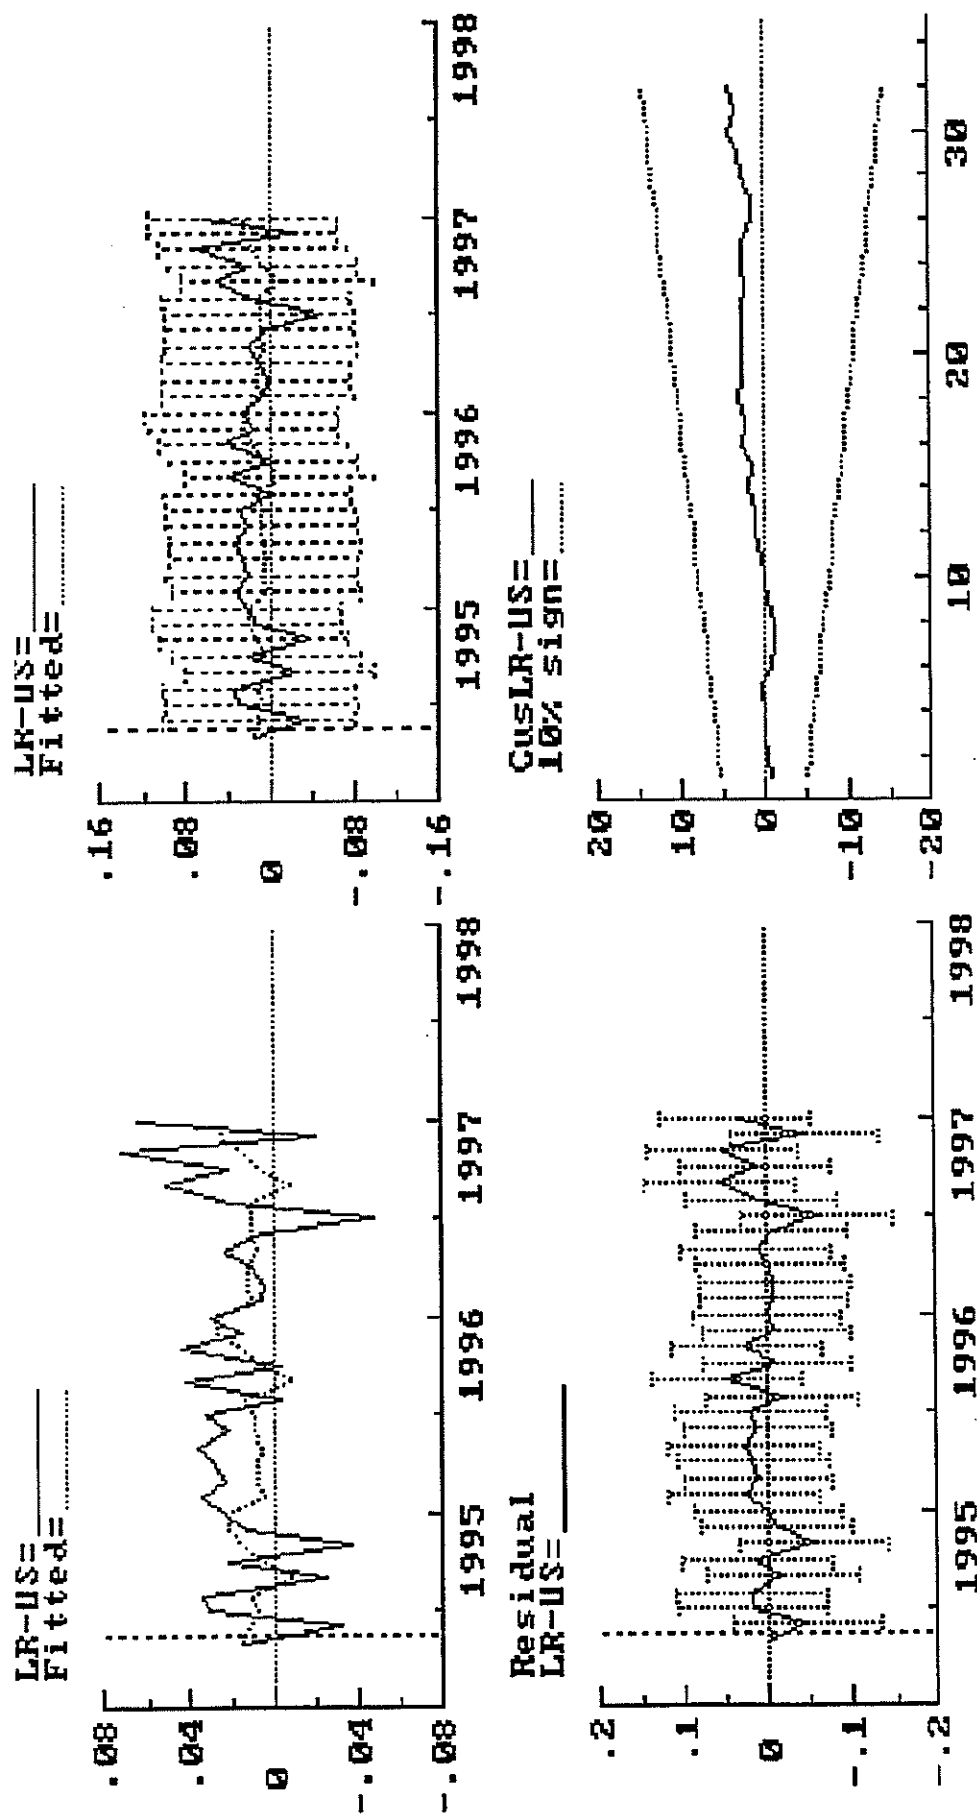 LR-US=
Fitted=
.08
.04
0
-.04
-.08
1995 1996 1997 1998
LR-US=
Fitted=
.16
.08
0
-.08
-.16
1995 1996 1997 1998
Residual
LR-US=
.2
.1
0
-.1
-.2
1995 1996 1997 1998
GusLR-US=
10% sign=
20
10
0
-10
-20
10 20 30